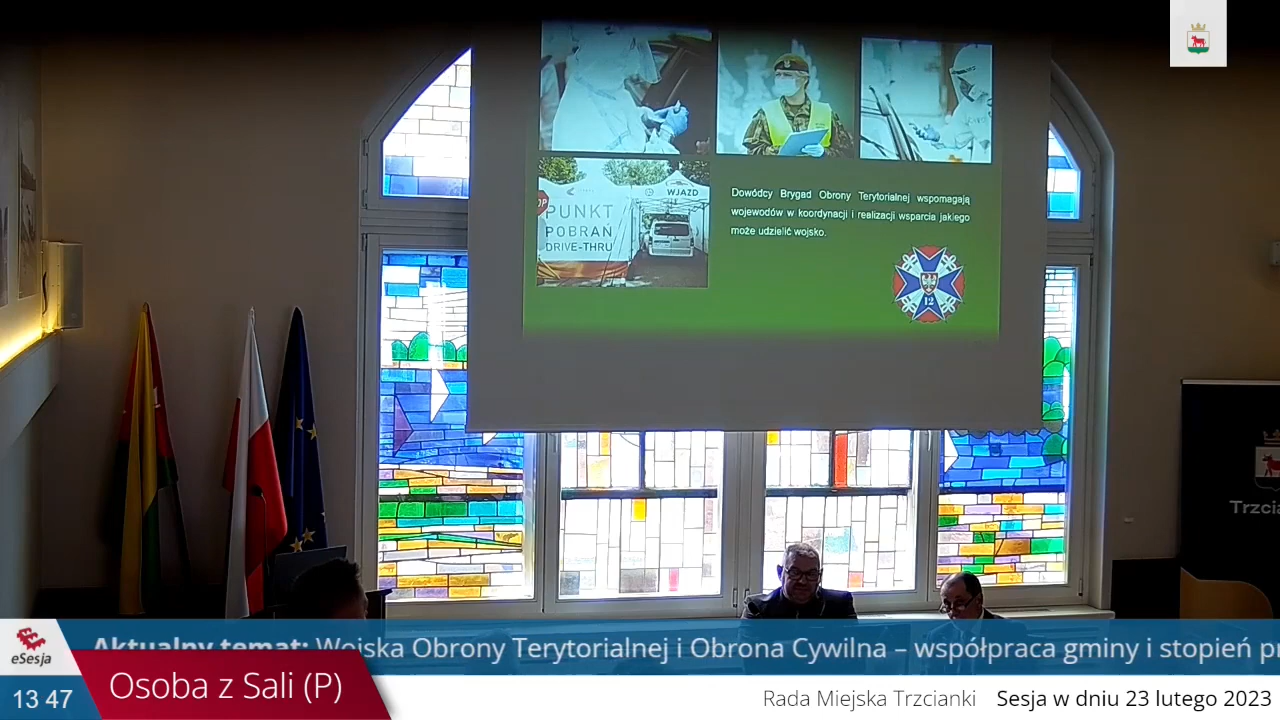 WJAZD
PUNKT
POBRAŃ
DRIVE-THRU
Dowódcy Brygad Obrony Terytorialnej wspomagają
wojewodów w koordynacji i realizacji wsparcia jakiego
może udzielić wojsko.
12
Trzcia
Aktualny temat: Wojska Obrony Terytorialnej i Obrona Cywilna – współpraca gminy i stopień pr
eSesja
Osoba z Sali (P)
13 47
Rada Miejska Trzcianki Sesja w dniu 23 lutego 2023